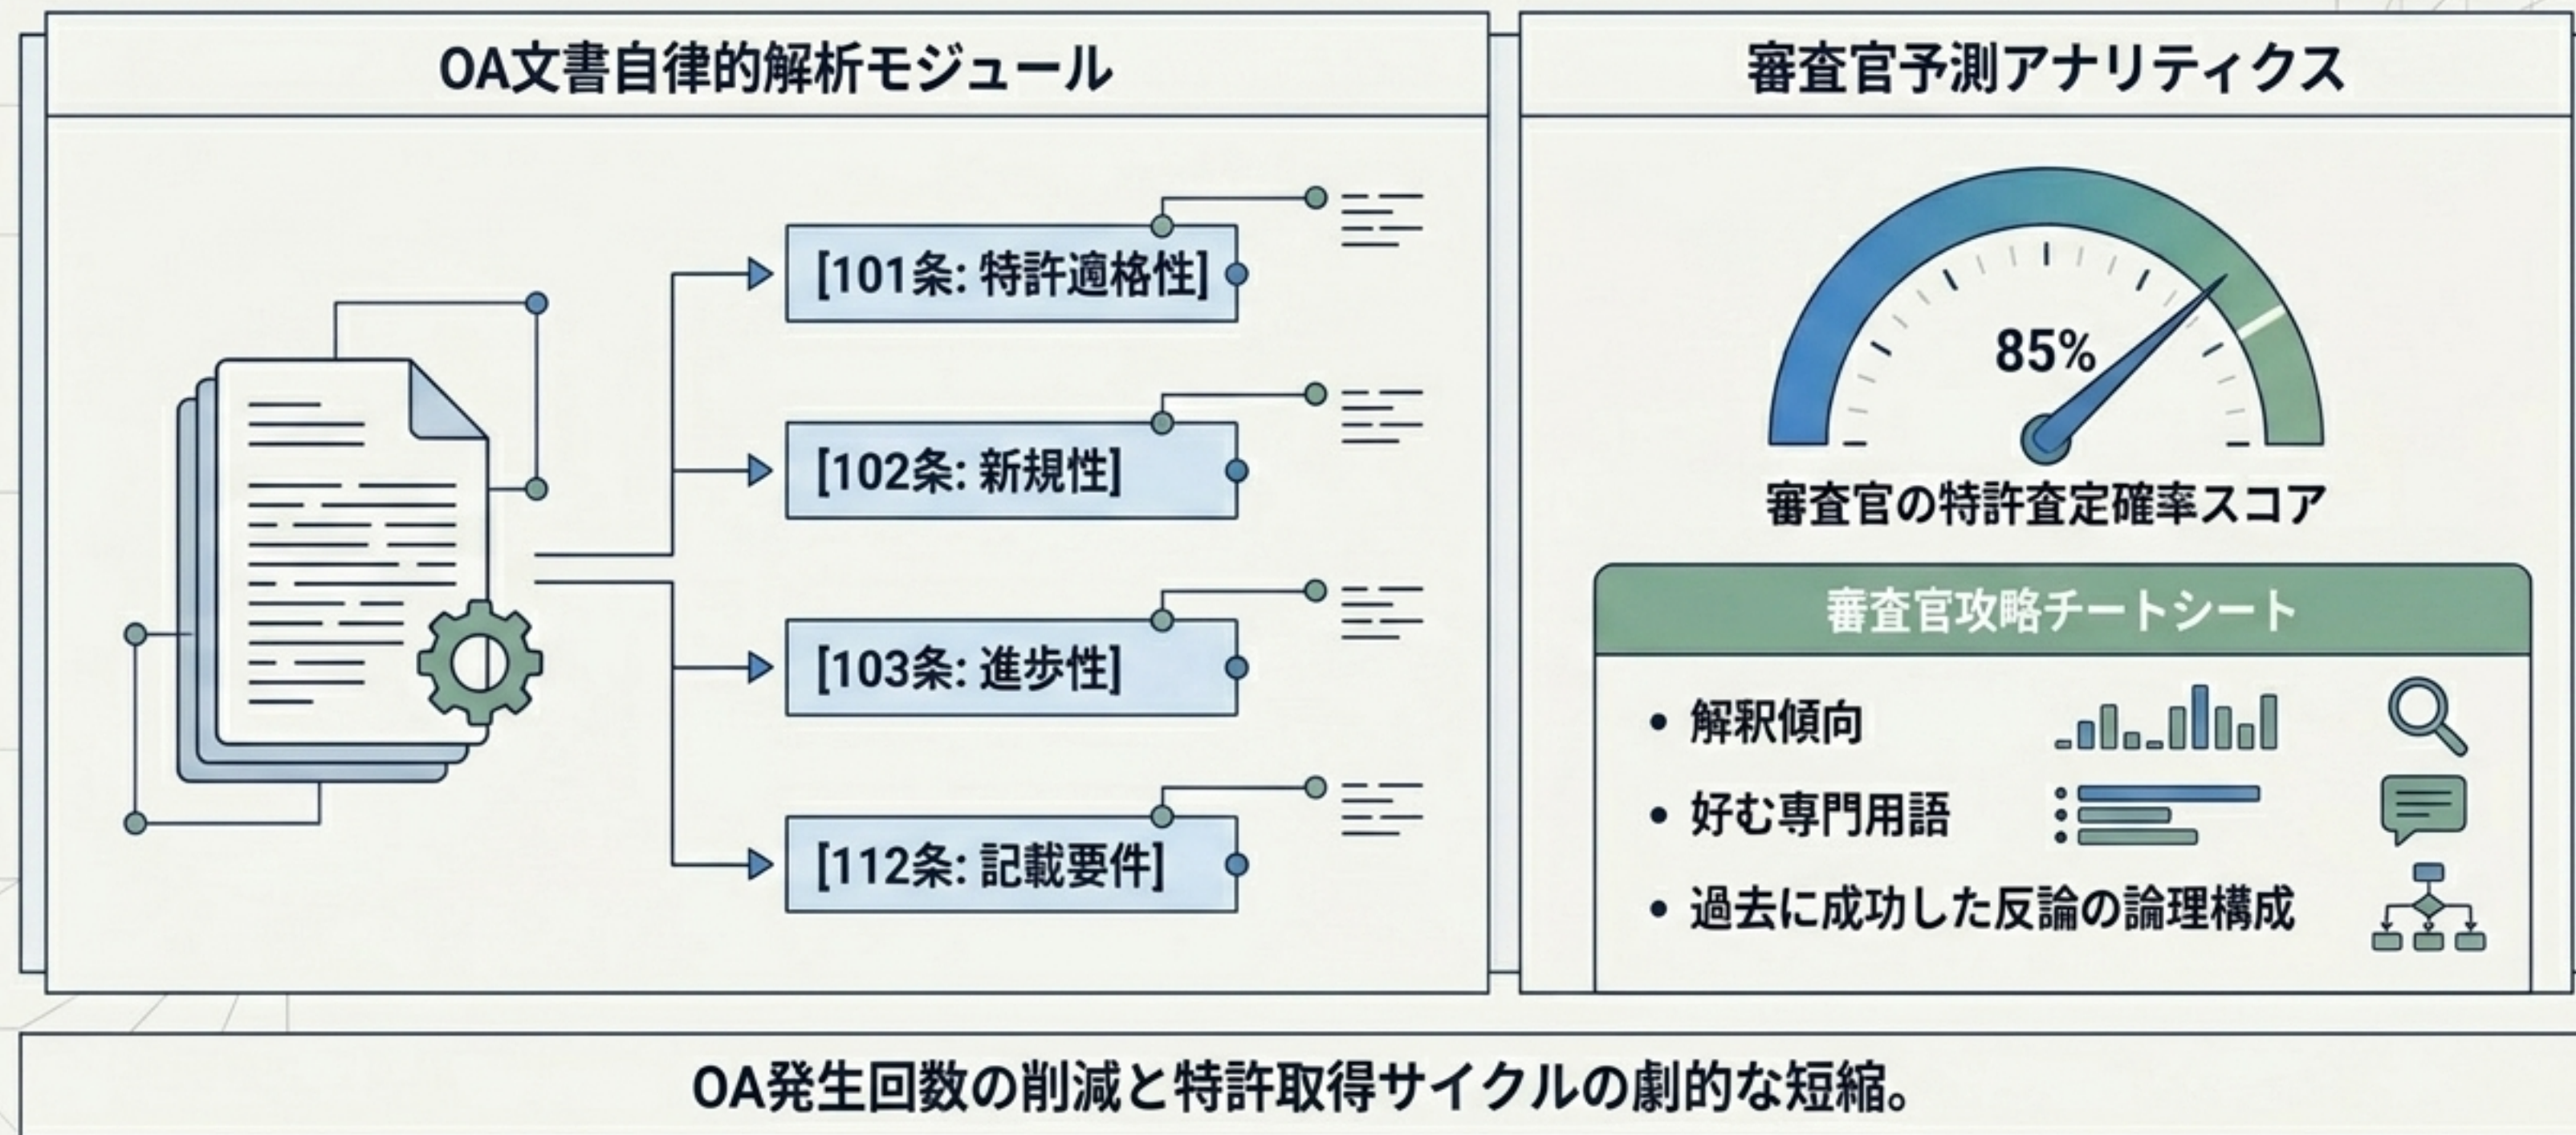 OA文書自律的解析モジュール
[101条: 特許適格性]
[102条: 新規性]
[103条: 進歩性]
[112条: 記載要件]
審査官予測アナリティクス
85%
審査官の特許査定確率スコア
審査官攻略チートシート
• 解釈傾向
• 好む専門用語
• 過去に成功した反論の論理構成
OA発生回数の削減と特許取得サイクルの劇的な短縮。